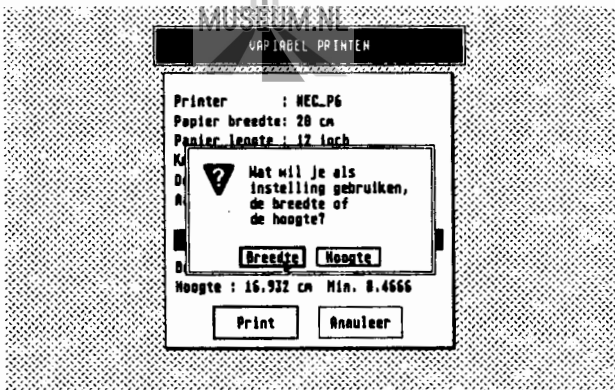 MUSEUM.NL
VARIABEL PRINTEN
Printer : NEC_P6
Papier breedte: 20 cm
Papier lengte : 12 inch
Wat wil je als
instelling gebruiken,
de breedte of
de hoogte?
Breedte Hoogte
Hoogte : 16.932 cm Min. 8.4666
Print Annuleer